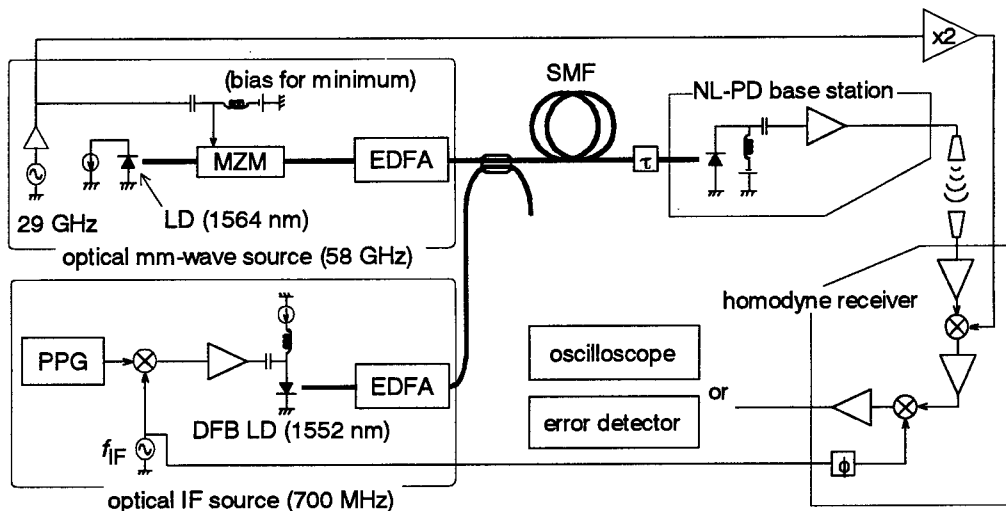 x2
(bias for minimum)
SMF
NL-PD base station
MZM
EDFA
τ
29 GHz
LD (1564 nm)
optical mm-wave source (58 GHz)
homodyne receiver
PPG
oscilloscope
EDFA
or
error detector
DFB LD (1552 nm)
fIF
ϕ
optical IF source (700 MHz)